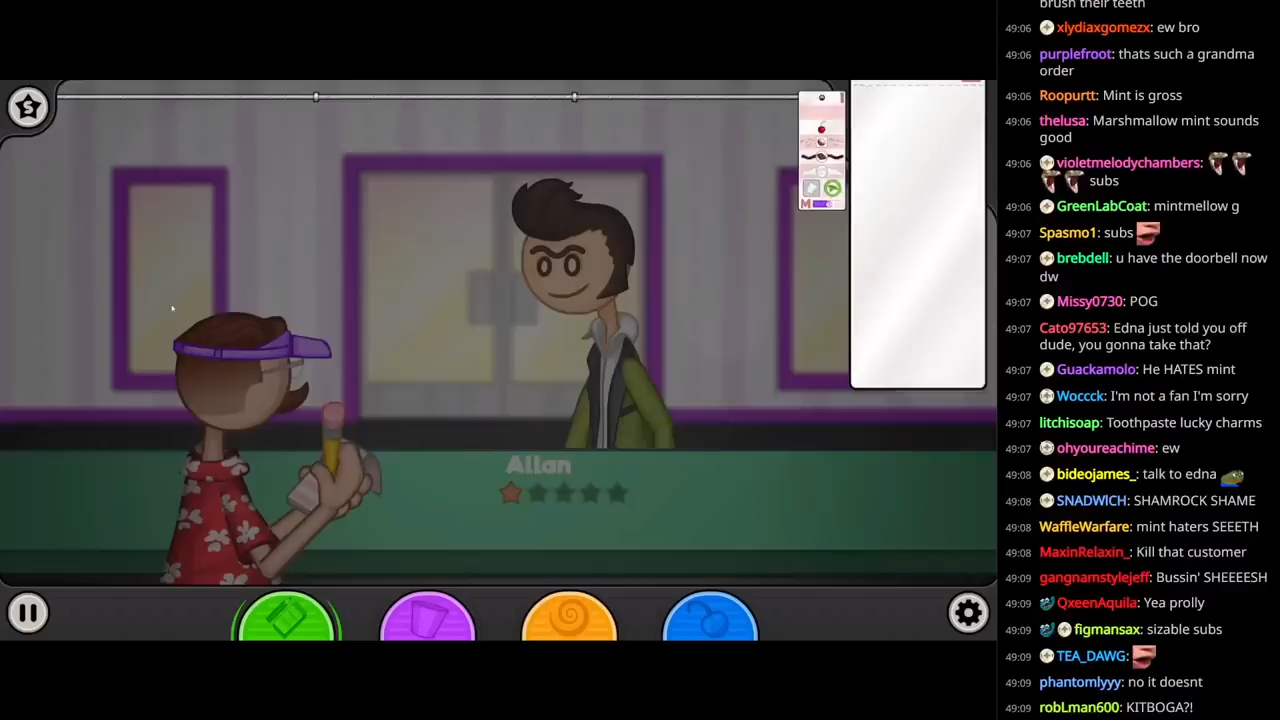 brush their teeth
49:06 xlydiaxgomezx: ew bro
49:06 purplefroot: thats such a grandma
order
49:06 Roopurtt: Mint is gross
49:06 thelusa: Marshmallow mint sounds
good
49:06 violetmelodychambers:
subs
49:06 GreenLabCoat: mintmellow g
49:07 Spasmo1: subs
49:07 brebdell: u have the doorbell now
dw
49:07 Missy0730: POG
49:07 Cato97653: Edna just told you off
dude, you gonna take that?
49:07 Guackamolo: He HATES mint
49:07 Woccck: I'm not a fan I'm sorry
49:07 litchisoap: Toothpaste lucky charms
49:07 ohyoureachime: ew
49:08 bideojames_: talk to edna
49:08 SNADWICH: SHAMROCK SHAME
49:08 WaffleWarfare: mint haters SEEETH
49:08 MaxinRelaxin_: Kill that customer
49:09 gangnamstylejeff: Bussin' SHEEEESH
49:09 QxeenAquila: Yea prolly
49:09 figmansax: sizable subs
49:09 TEA_DAWG:
49:09 phantomlyyy: no it doesnt
49:09 robLman600: KITBOGA?!
Allan
M
$